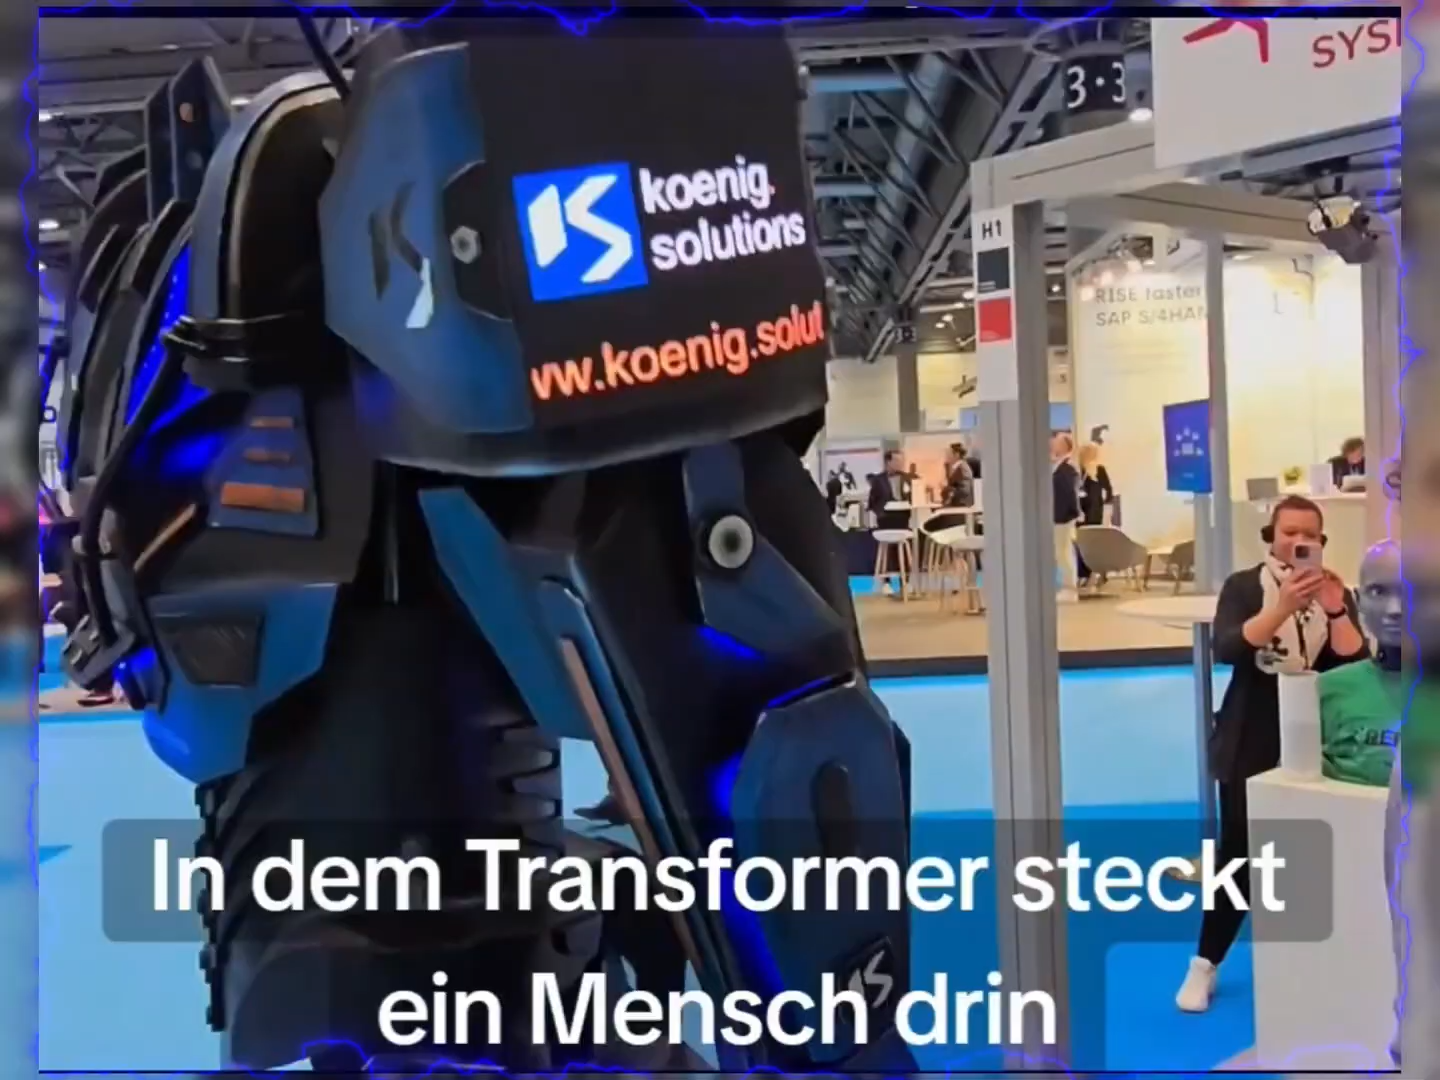 SYS
3.3
koenig.
solutions
H1
RISE faster
SAP S/4HAN
ww.koenig.solut
In dem Transformer steckt
ein Mensch drin